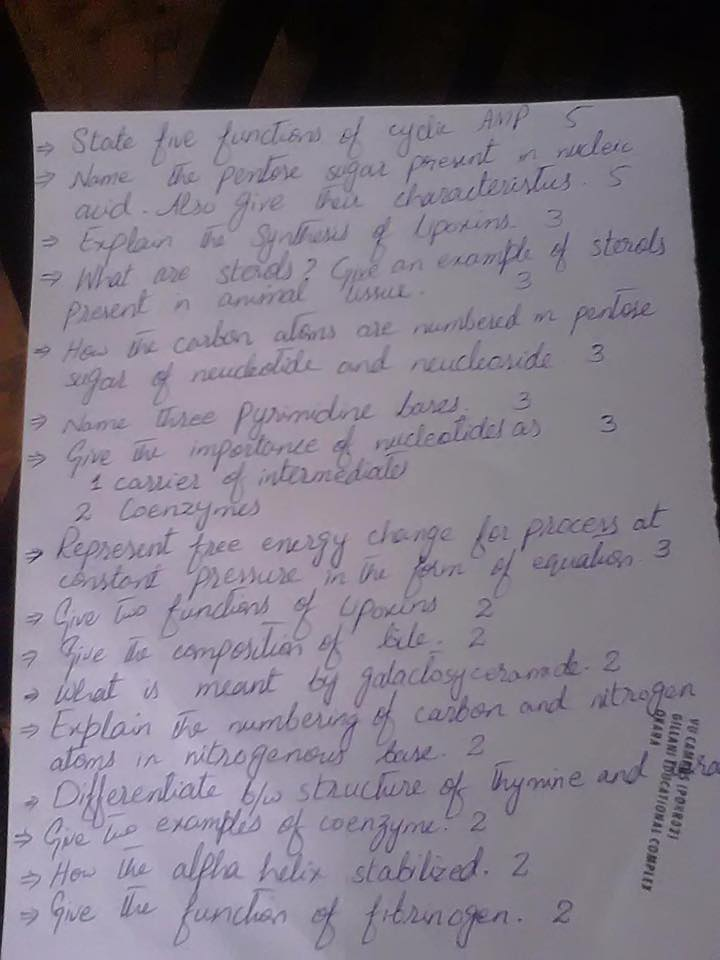 ⇒ State five functions of cyclic AMP 5
⇒ Name the pentose sugar present in nucleic
acid. Also give their characteristics. 5
⇒ Explain the synthesis of lipoxins. 3
⇒ What are sterols? Give an example of sterols
present in animal tissue. 3
⇒ How the carbon atoms are numbered in pentose
sugar of neucleotide and neucleoside 3
⇒ Name three Pyrimidine bases. 3
⇒ Give the importance of nucleotides as 3
1 carrier of intermediates
2 Coenzymes
⇒ Represent free energy change for process at
constant pressure in the form of equation. 3
⇒ Give two functions of lipoxins 2
⇒ Give the composition of bile. 2
⇒ What is meant by galactosyceramide. 2
⇒ Explain the numbering of carbon and nitrogen
atoms in nitrogenous base. 2
⇒ Differentiate b/w structure of Thymine and
⇒ Give two examples of coenzyme. 2
⇒ How the alpha helix stabilized. 2
⇒ Give the function of fibrinogen. 2
VU CAMPUS (POKR03)
GILLANI EDUCATIONAL COMPLEX
OKARA